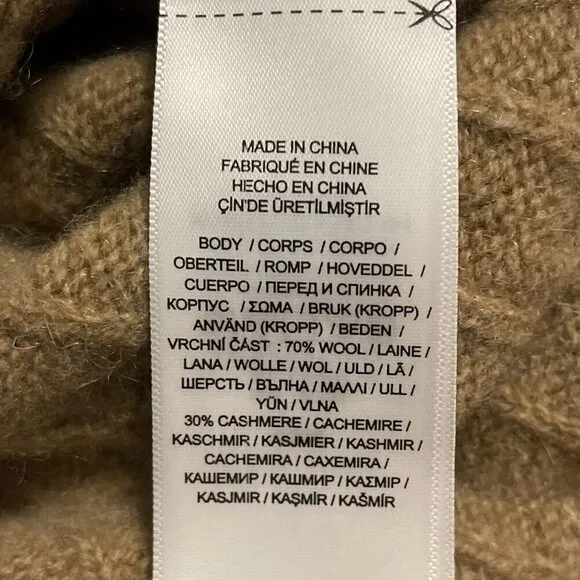 MADE IN CHINA
FABRIQUÉ EN CHINE
HECHO EN CHINA
ÇİN'DE ÜRETİLMİŞTİR
BODY / CORPS / CORPO /
OBERTEIL / ROMP / HOVEDDEL /
CUERPO / ПЕРЕД И СПИНКА /
КОРПУС / ΣΩΜΑ / BRUK (KROPP) /
ANVÄND (KROPP) / BEDEN /
VRCHNÍ ČÁST : 70% WOOL / LAINE /
LANA / WOLLE / WOL / ULD / LÃ /
ШЕРСТЬ / ВЪЛНА / ΜΑΛΛΙ / ULL /
YÜN / VLNA
30% CASHMERE / CACHEMIRE /
KASCHMIR / KASJMIER / KASHMIR /
CACHEMIRA / CAXEMIRA /
КАШЕМИР / КАШМИР / ΚΑΣΜΙΡ /
KASJMIR / KAŞMİR / KAŠMÍR